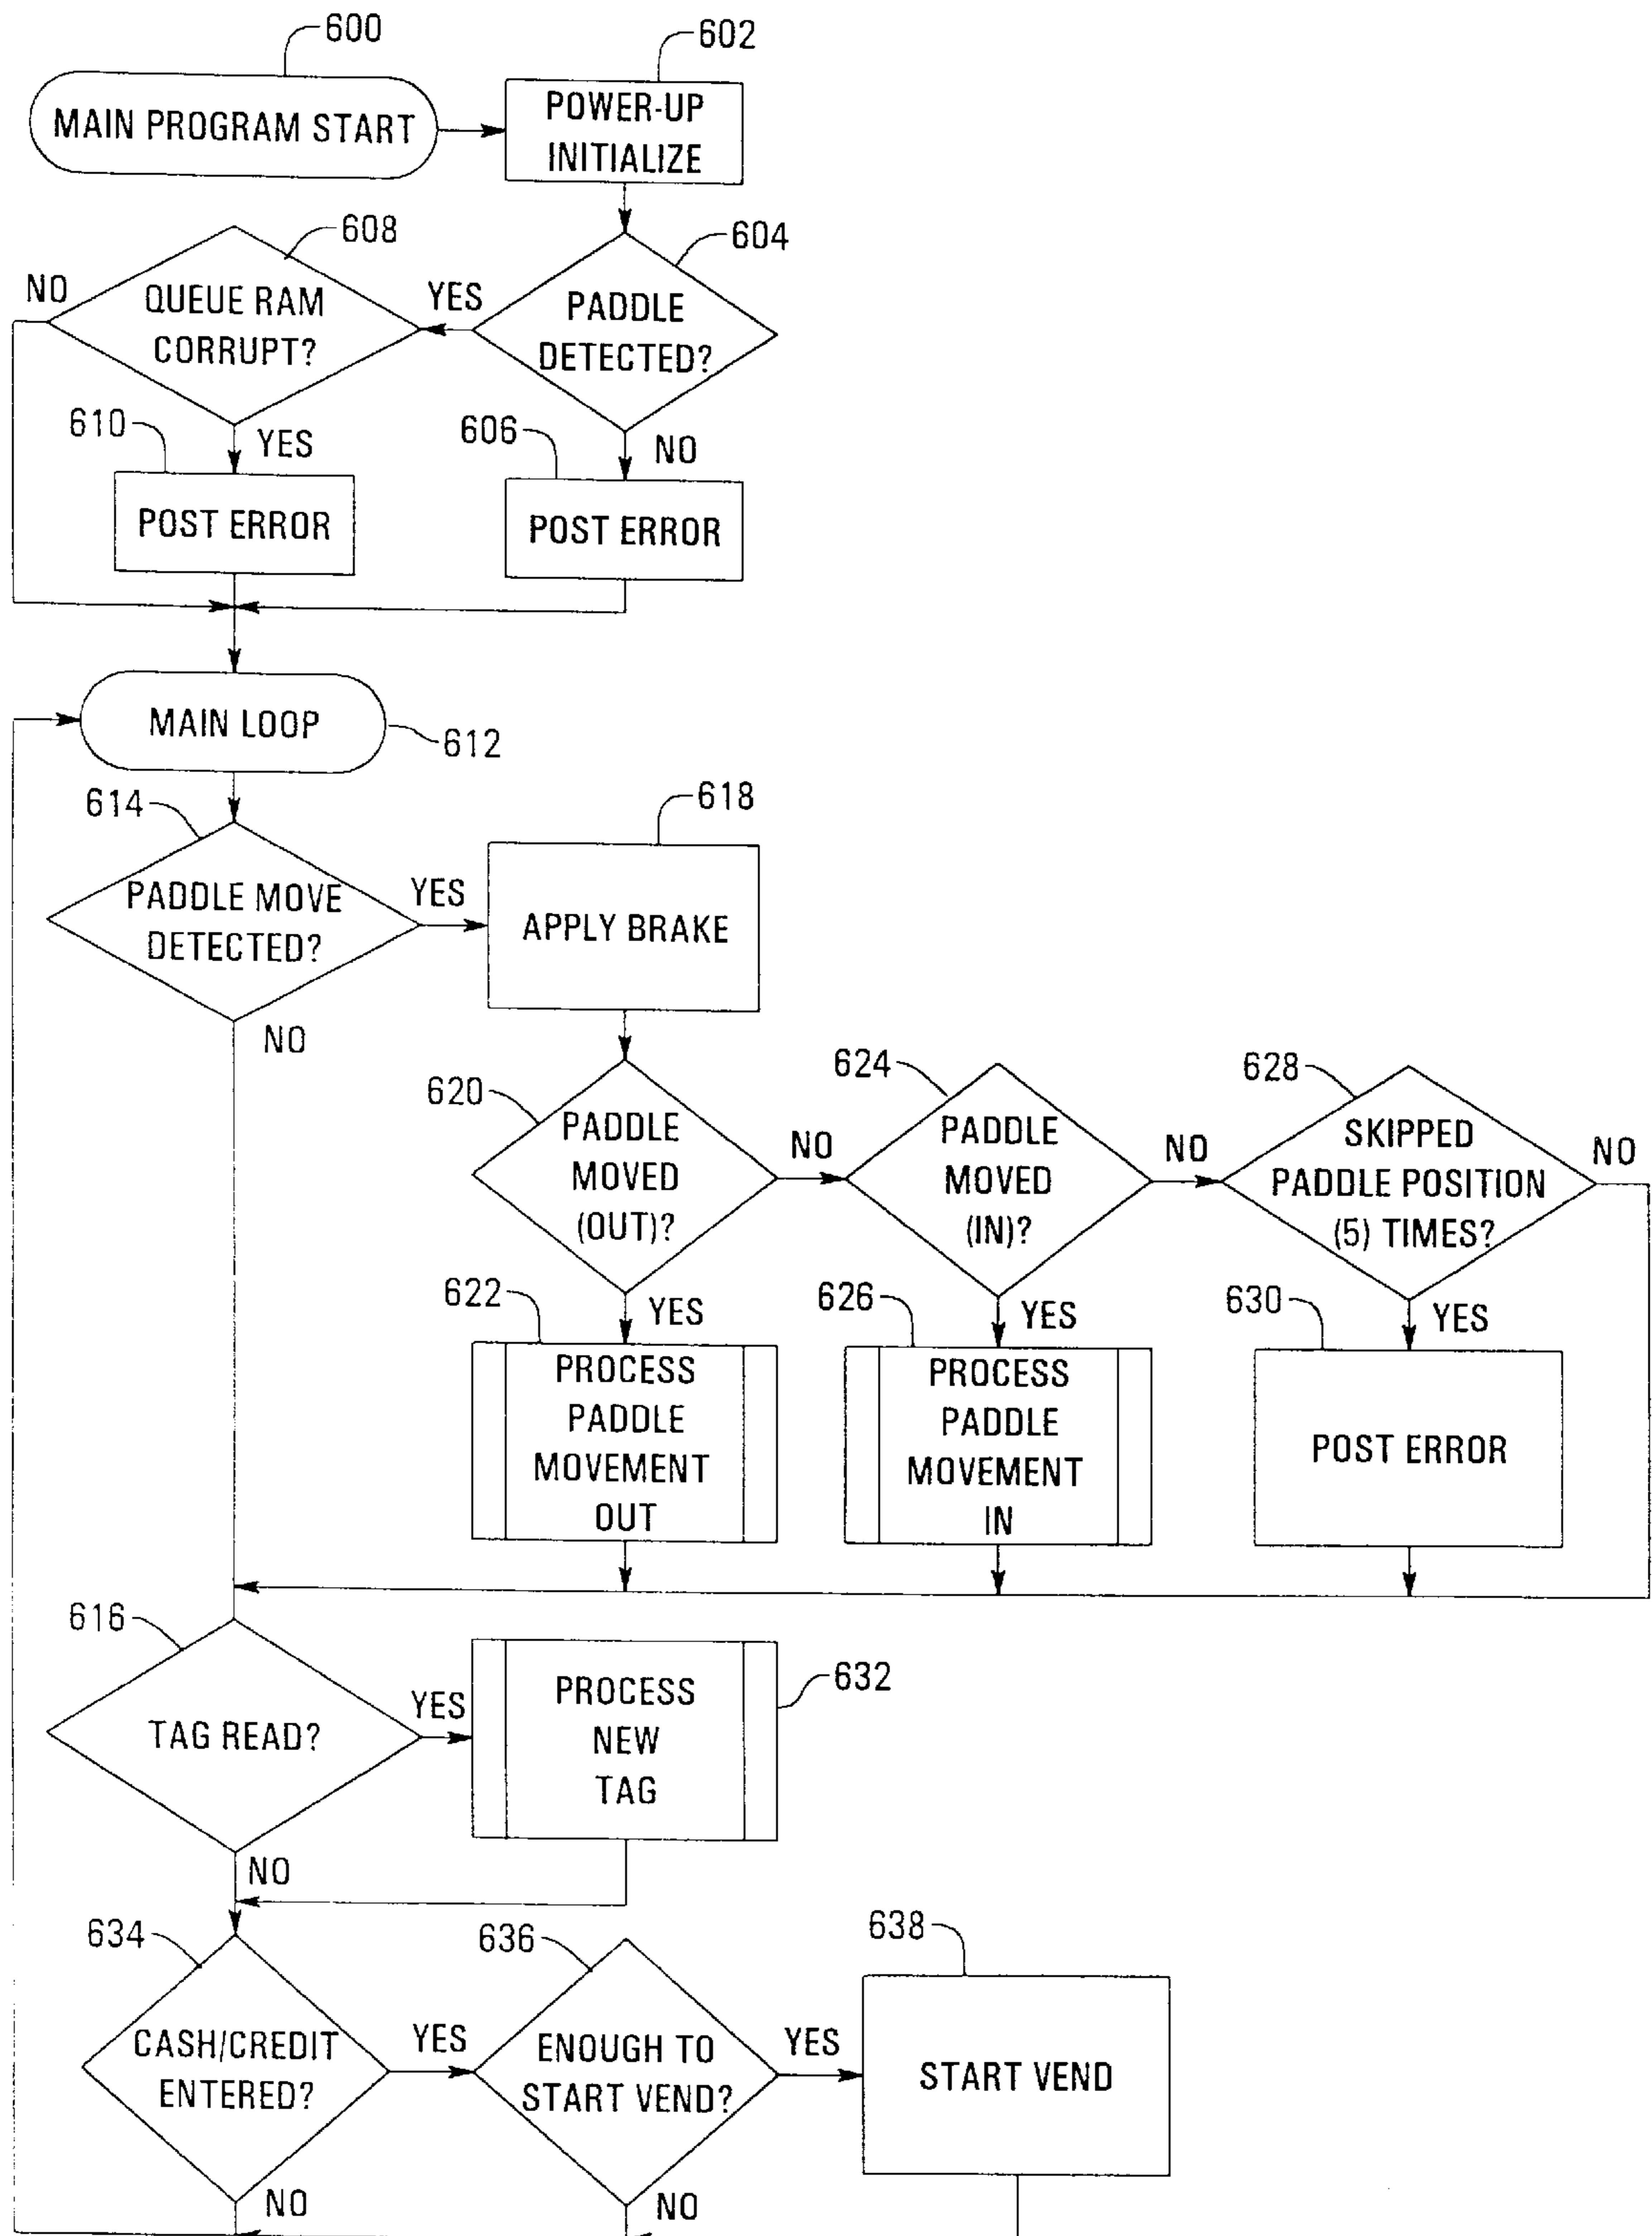 600
MAIN PROGRAM START
602
POWER-UP
INITIALIZE
604
PADDLE
DETECTED?
YES
608
QUEUE RAM
CORRUPT?
NO
610
YES
POST ERROR
606
NO
POST ERROR
MAIN LOOP
612
614
PADDLE MOVE
DETECTED?
YES
NO
618
APPLY BRAKE
620
PADDLE
MOVED
(OUT)?
NO
624
PADDLE
MOVED
(IN)?
NO
628
SKIPPED
PADDLE POSITION
(5) TIMES?
NO
622
YES
PROCESS
PADDLE
MOVEMENT
OUT
626
YES
PROCESS
PADDLE
MOVEMENT
IN
630
YES
POST ERROR
616
TAG READ?
YES
632
PROCESS
NEW
TAG
NO
634
CASH/CREDIT
ENTERED?
YES
636
ENOUGH TO
START VEND?
YES
638
START VEND
NO
NO